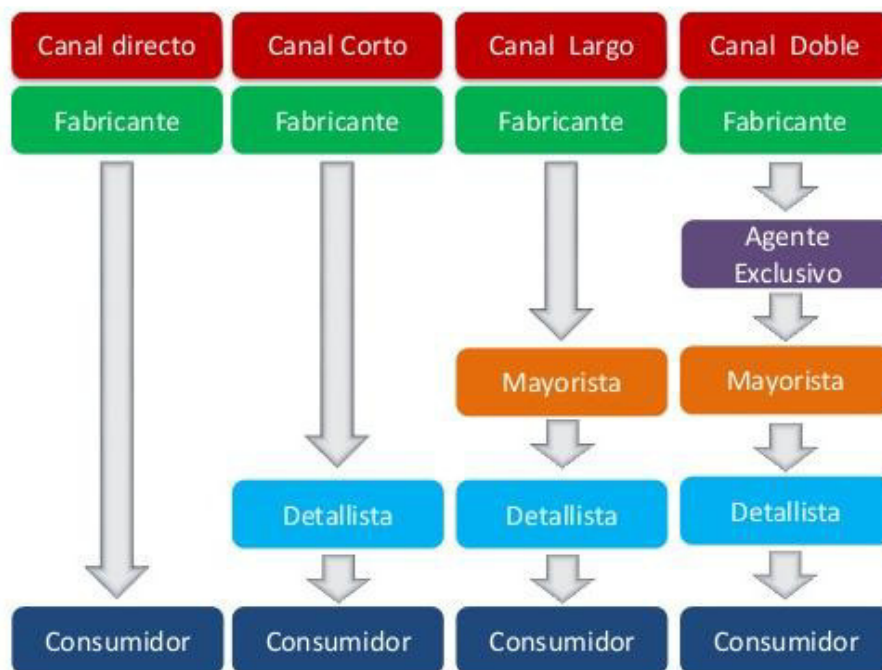 Canal directo
Canal Corto
Canal Largo
Canal Doble
Fabricante
Fabricante
Fabricante
Fabricante
Agente
Exclusivo
Mayorista
Mayorista
Detallista
Detallista
Detallista
Consumidor
Consumidor
Consumidor
Consumidor